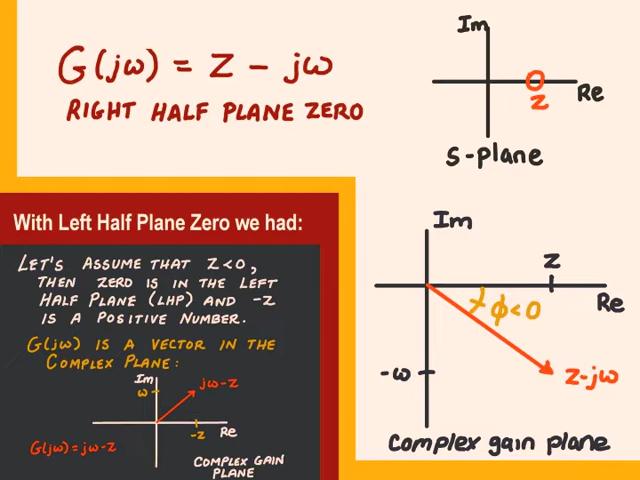 G(jω) = Z - jω
RIGHT HALF PLANE ZERO
Im
Re
Z
S-plane
With Left Half Plane Zero we had:
LET'S ASSUME THAT Z<0,
THEN ZERO IS IN THE LEFT
HALF PLANE (LHP) AND -Z
IS A POSITIVE NUMBER.
G(jω) IS A VECTOR IN THE
COMPLEX PLANE:
Im
ω
jω-Z
-Z
Re
G(jω)=jω-Z
COMPLEX GAIN
PLANE
Im
Z
Re
ϕ<0
-ω
Z-jω
Complex gain plane